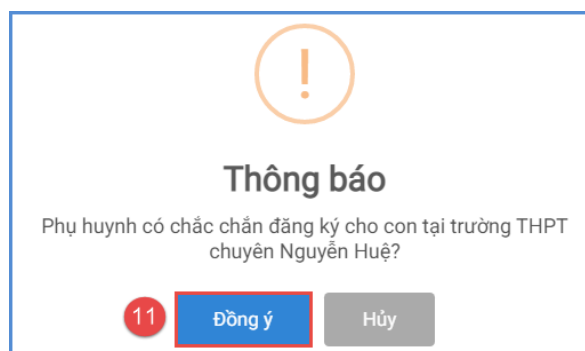 !
Thông báo
Phụ huynh có chắc chắn đăng ký cho con tại trường THPT
chuyên Nguyễn Huệ?
11 Đồng ý Hủy